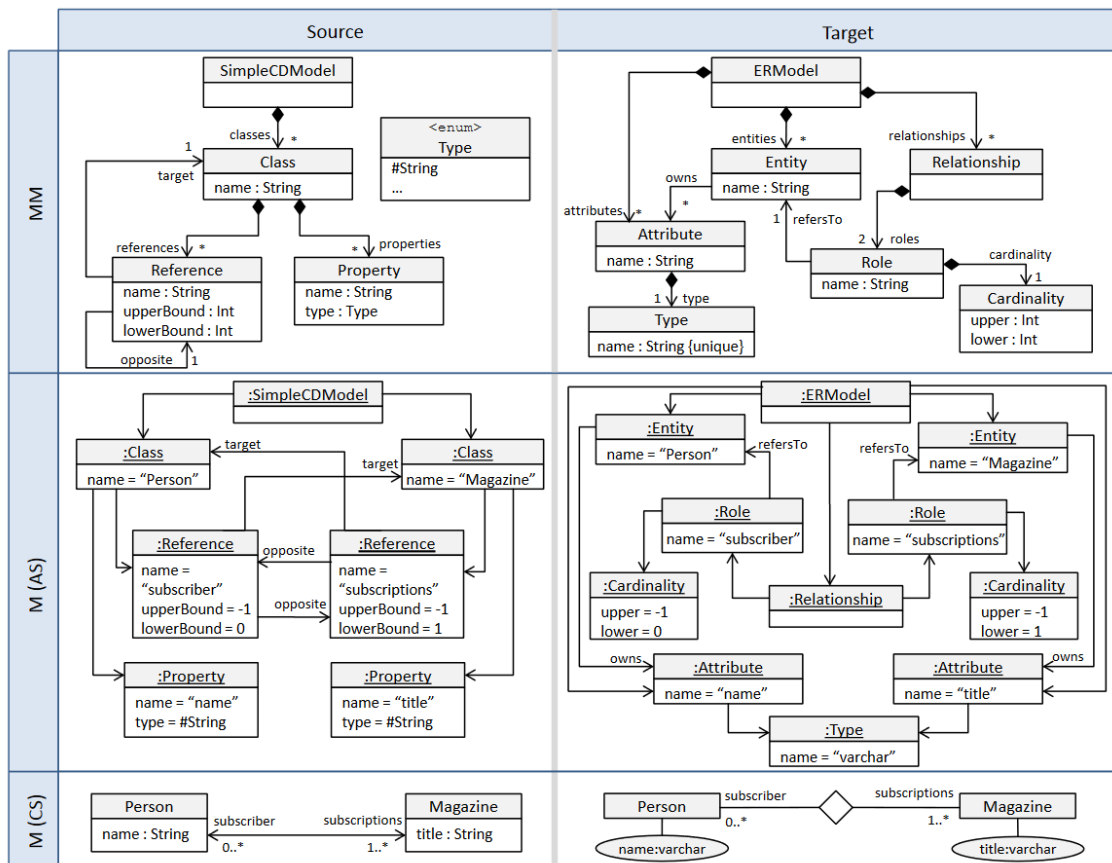 Source
Target
MM
SimpleCDModel
classes
*
1
target
Class
name : String
<enum>
Type
#String
...
references
*
*
properties
Reference
name : String
upperBound : Int
lowerBound : Int
opposite
1
Property
name : String
type : Type
ERModel
entities
*
relationships
*
Entity
name : String
Relationship
owns
*
attributes
*
1
refersTo
Attribute
name : String
2
roles
Role
name : String
cardinality
1
1
type
Type
name : String {unique}
Cardinality
upper : Int
lower : Int
M (AS)
:SimpleCDModel
:Class
name = “Person”
target
target
:Class
name = “Magazine”
:Reference
name =
“subscriber”
upperBound = -1
lowerBound = 0
opposite
opposite
:Reference
name =
“subscriptions”
upperBound = -1
lowerBound = 1
:Property
name = “name”
type = #String
:Property
name = “title”
type = #String
:ERModel
:Entity
name = “Person”
refersTo
refersTo
:Entity
name = “Magazine”
:Role
name = “subscriber”
:Role
name = “subscriptions”
:Cardinality
upper = -1
lower = 0
:Relationship
:Cardinality
upper = -1
lower = 1
owns
:Attribute
name = “name”
:Attribute
name = “title”
owns
:Type
name = “varchar”
M (CS)
Person
name : String
subscriber
0..*
subscriptions
1..*
Magazine
title : String
Person
subscriber
0..*
name:varchar
subscriptions
1..*
Magazine
title:varchar